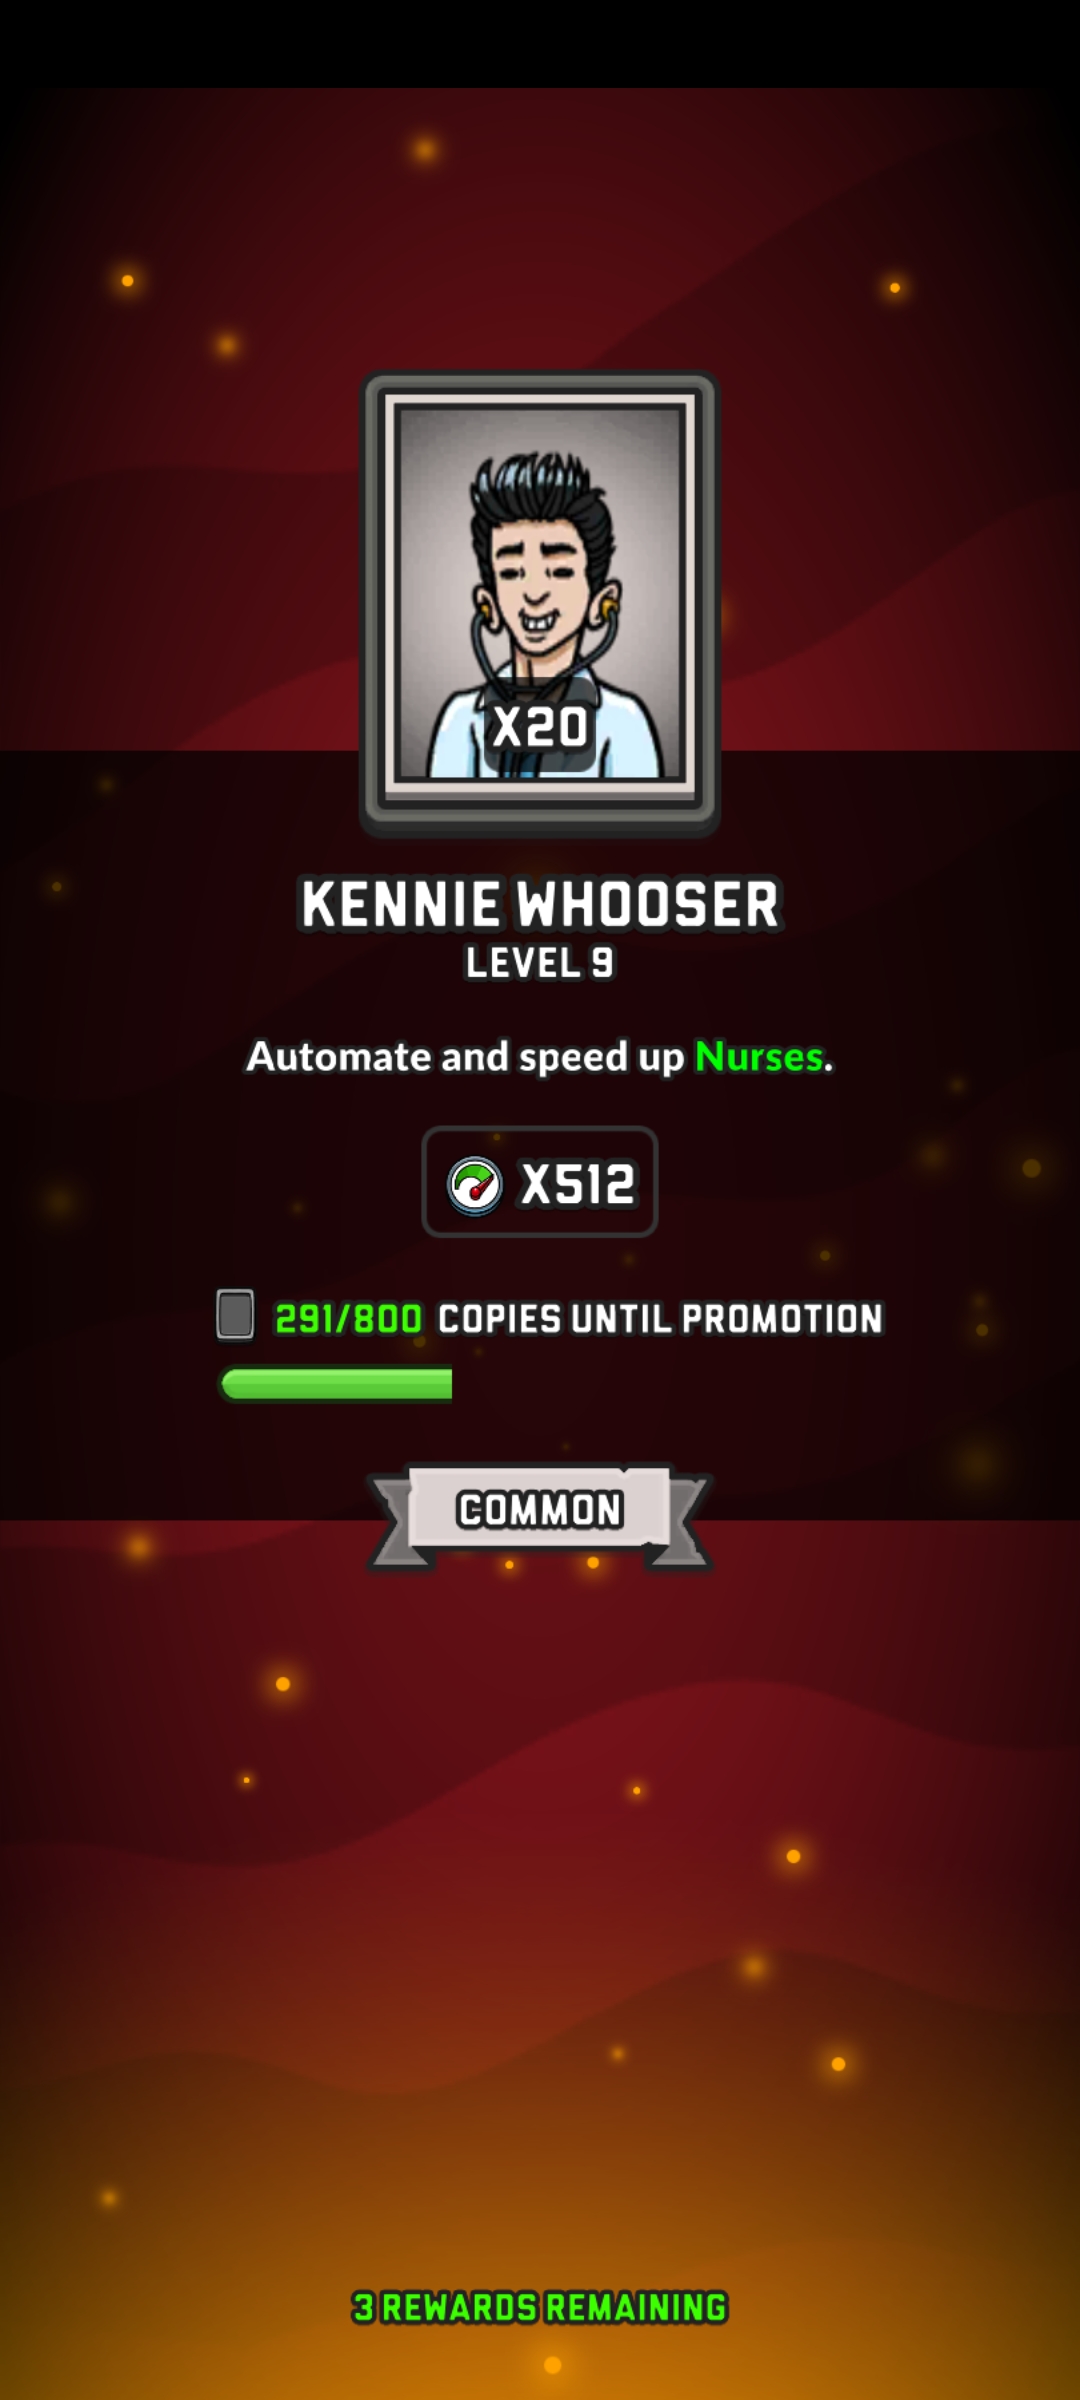 X20
KENNIE WHOOSER
LEVEL 9
Automate and speed up Nurses.
X512
291/800 COPIES UNTIL PROMOTION
COMMON
3 REWARDS REMAINING